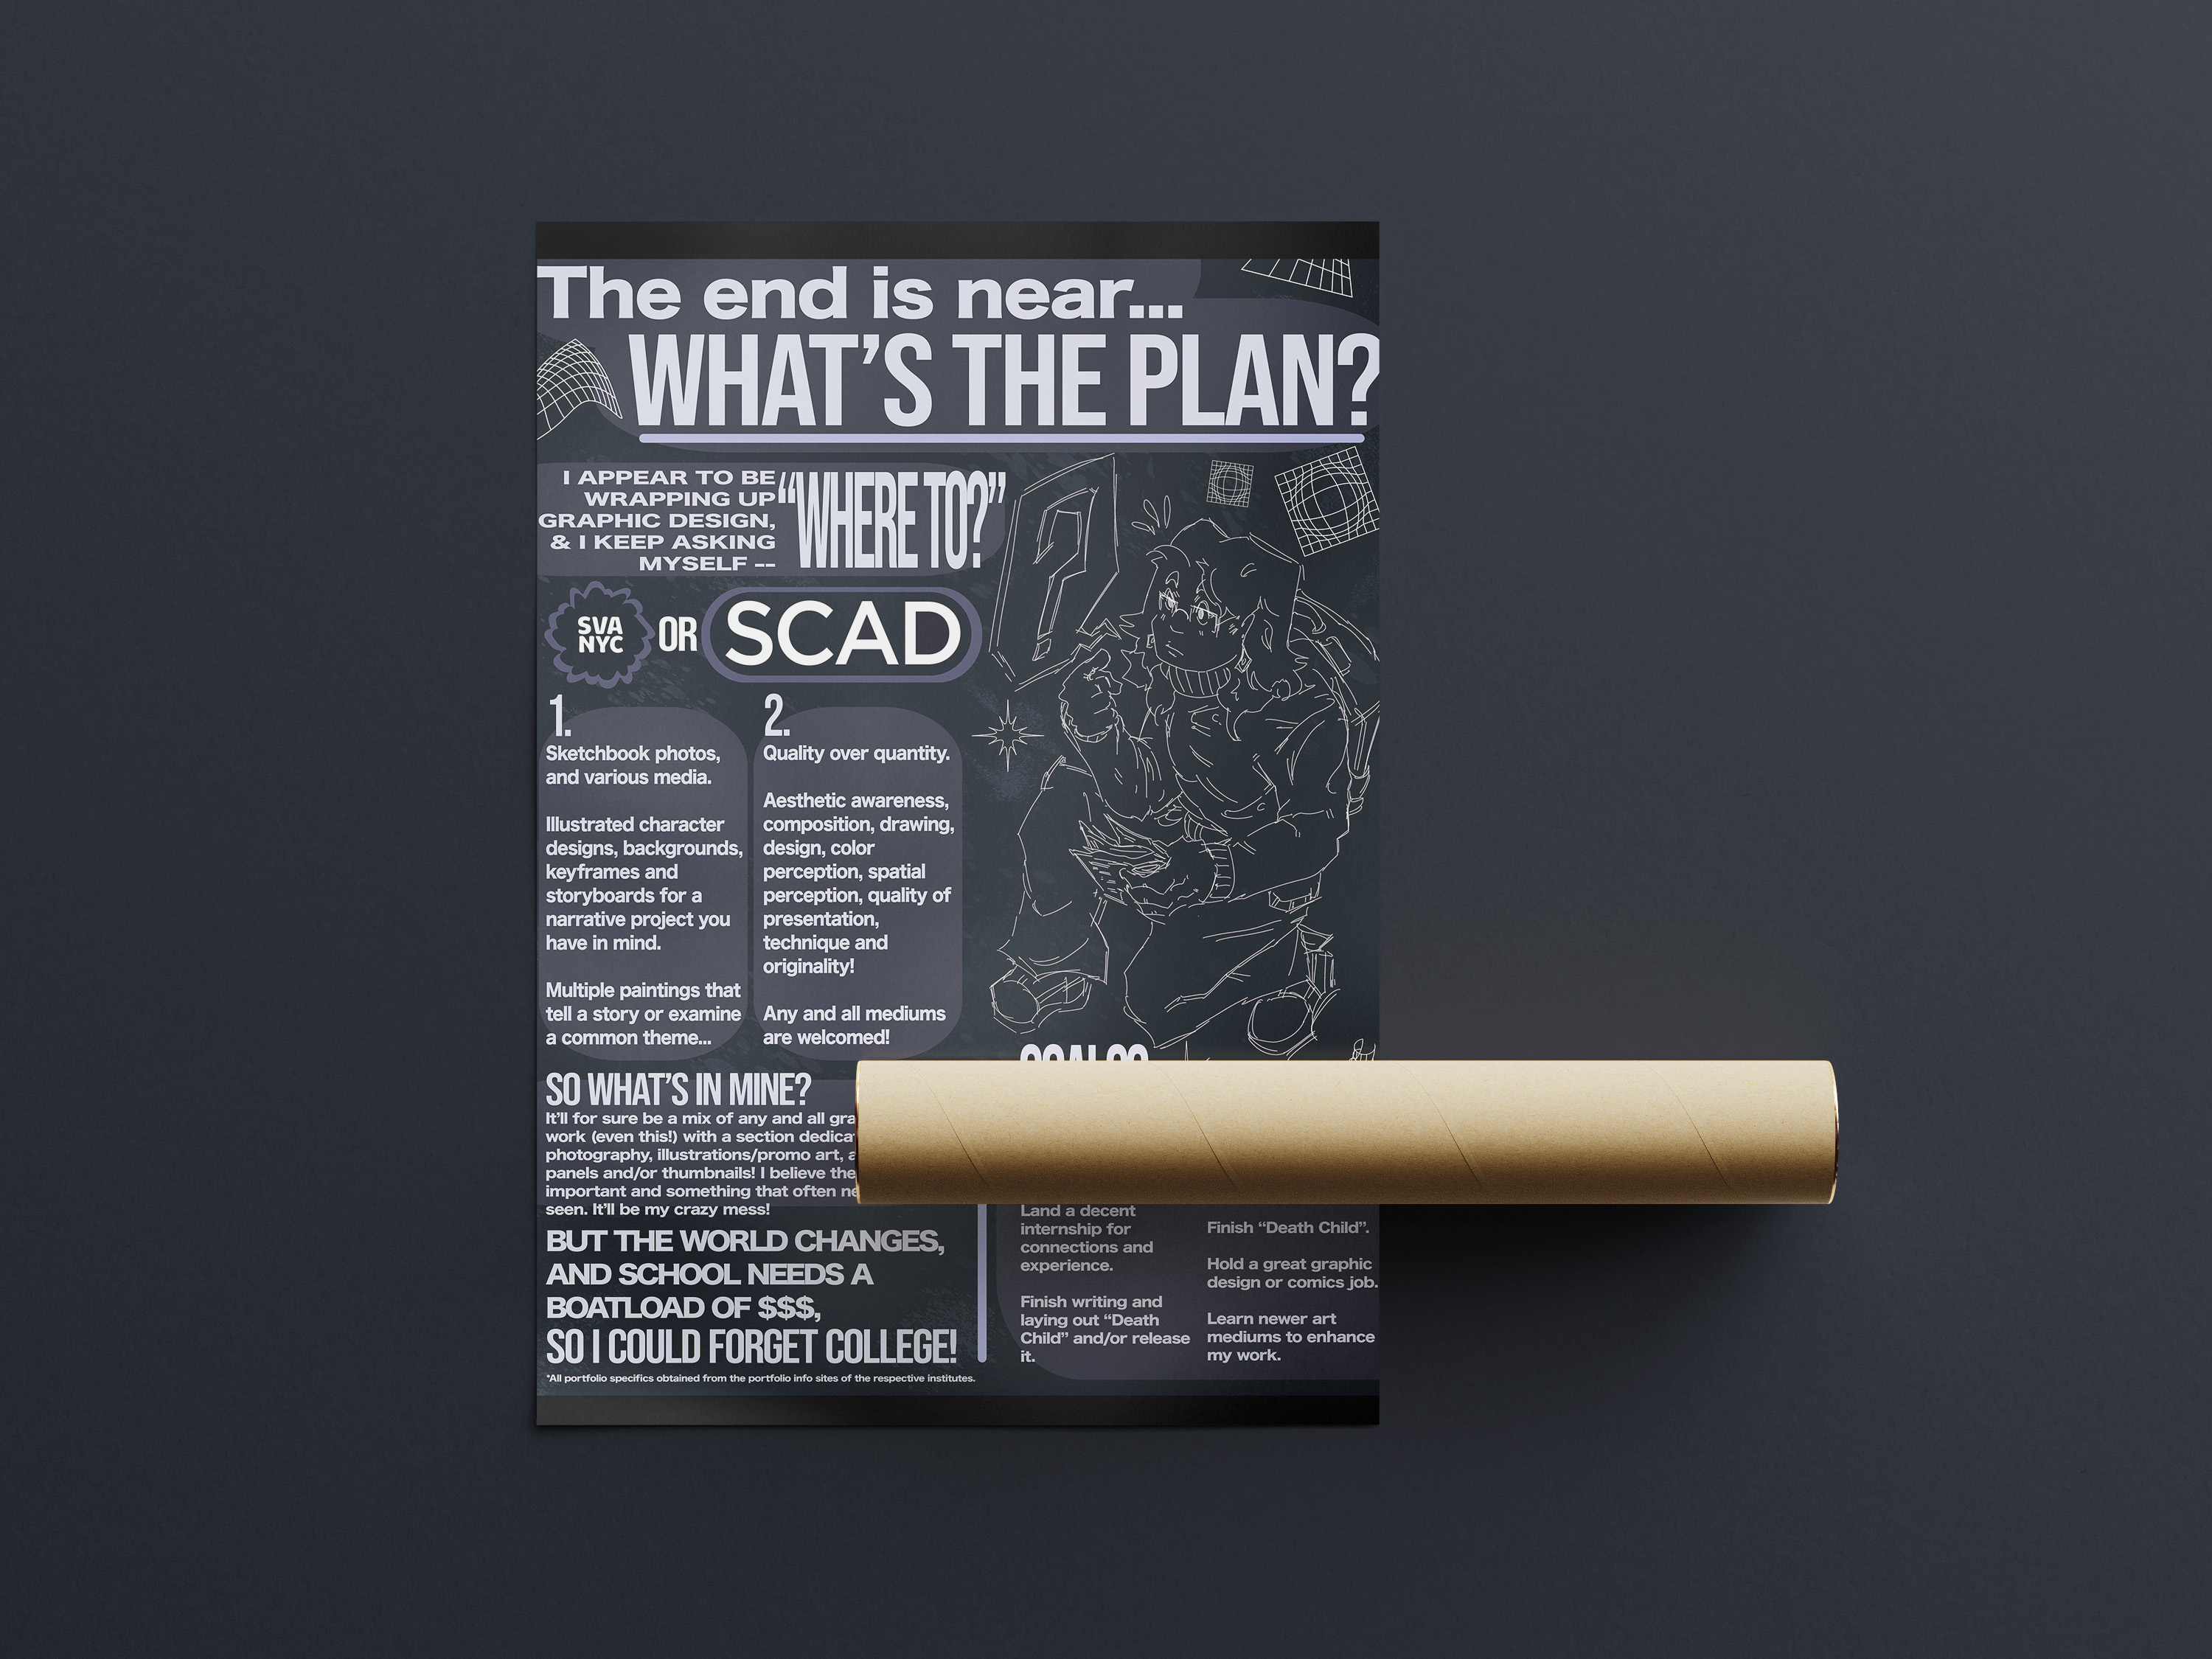 The end is near...
WHAT'S THE PLAN?
I APPEAR TO BE
WRAPPING UP
GRAPHIC DESIGN,
& I KEEP ASKING
MYSELF --
“WHERE TO?”
SVA
NYC
OR
SCAD
1.
Sketchbook photos,
and various media.
Illustrated character
designs, backgrounds,
keyframes and
storyboards for a
narrative project you
have in mind.
Multiple paintings that
tell a story or examine
a common theme...
2.
Quality over quantity.
Aesthetic awareness,
composition, drawing,
design, color
perception, spatial
perception, quality of
presentation,
technique and
originality!
Any and all mediums
are welcomed!
SO WHAT'S IN MINE?
It'll for sure be a mix of any and all
work (even this!) with a section
photography, illustrations/promo art,
panels and/or thumbnails! I believe
important and something that often
seen. It'll be my crazy mess!
BUT THE WORLD CHANGES,
AND SCHOOL NEEDS A
BOATLOAD OF $$$,
SO I COULD FORGET COLLEGE!
*All portfolio specifics obtained from the portfolio info sites of the respective institutes.
Land a decent
internship for
connections and
experience.
Finish writing and
laying out “Death
Child” and/or release
it.
Finish “Death Child”.
Hold a great graphic
design or comics job.
Learn newer art
mediums to enhance
my work.